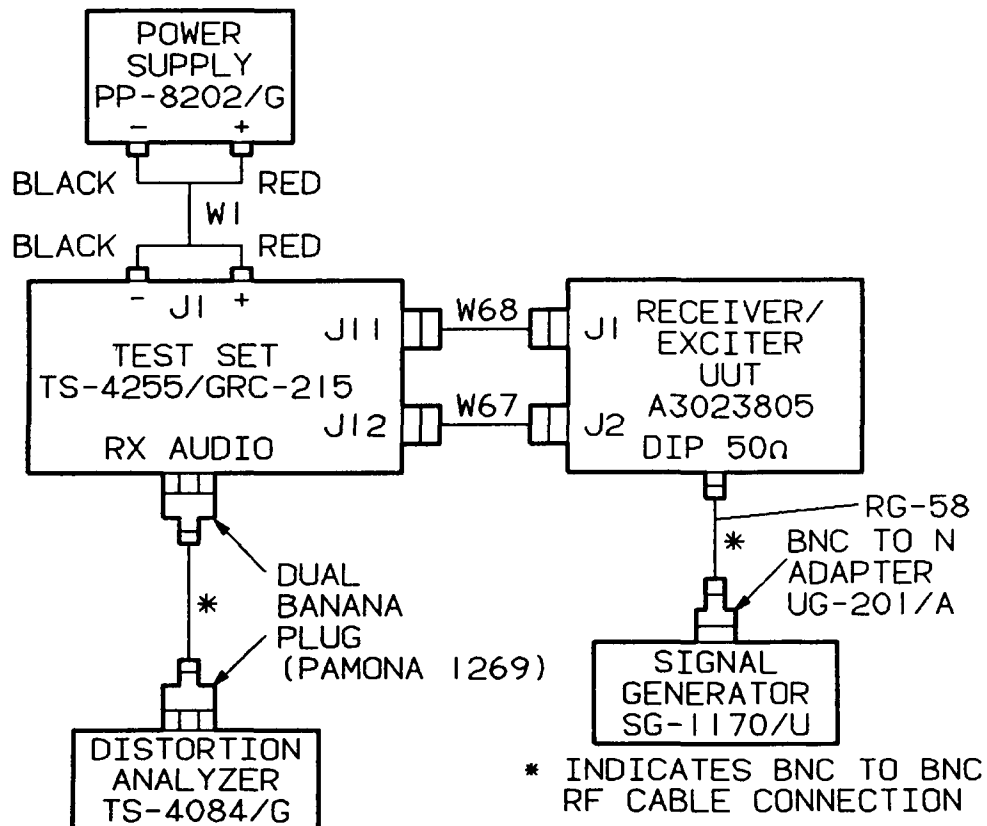 POWER
SUPPLY
PP-8202/G
- +
BLACK RED
W1
BLACK RED
- J1 +
J11
TEST SET
TS-4255/GRC-215
J12
RX AUDIO
W68
W67
J1 RECEIVER/
EXCITER
UUT
A3023805
J2
DIP 50Ω
RG-58
* BNC TO N
ADAPTER
UG-201/A
* DUAL
BANANA
PLUG
(PAMONA 1269)
SIGNAL
GENERATOR
SG-1170/U
DISTORTION
ANALYZER
TS-4084/G
* INDICATES BNC TO BNC
RF CABLE CONNECTION